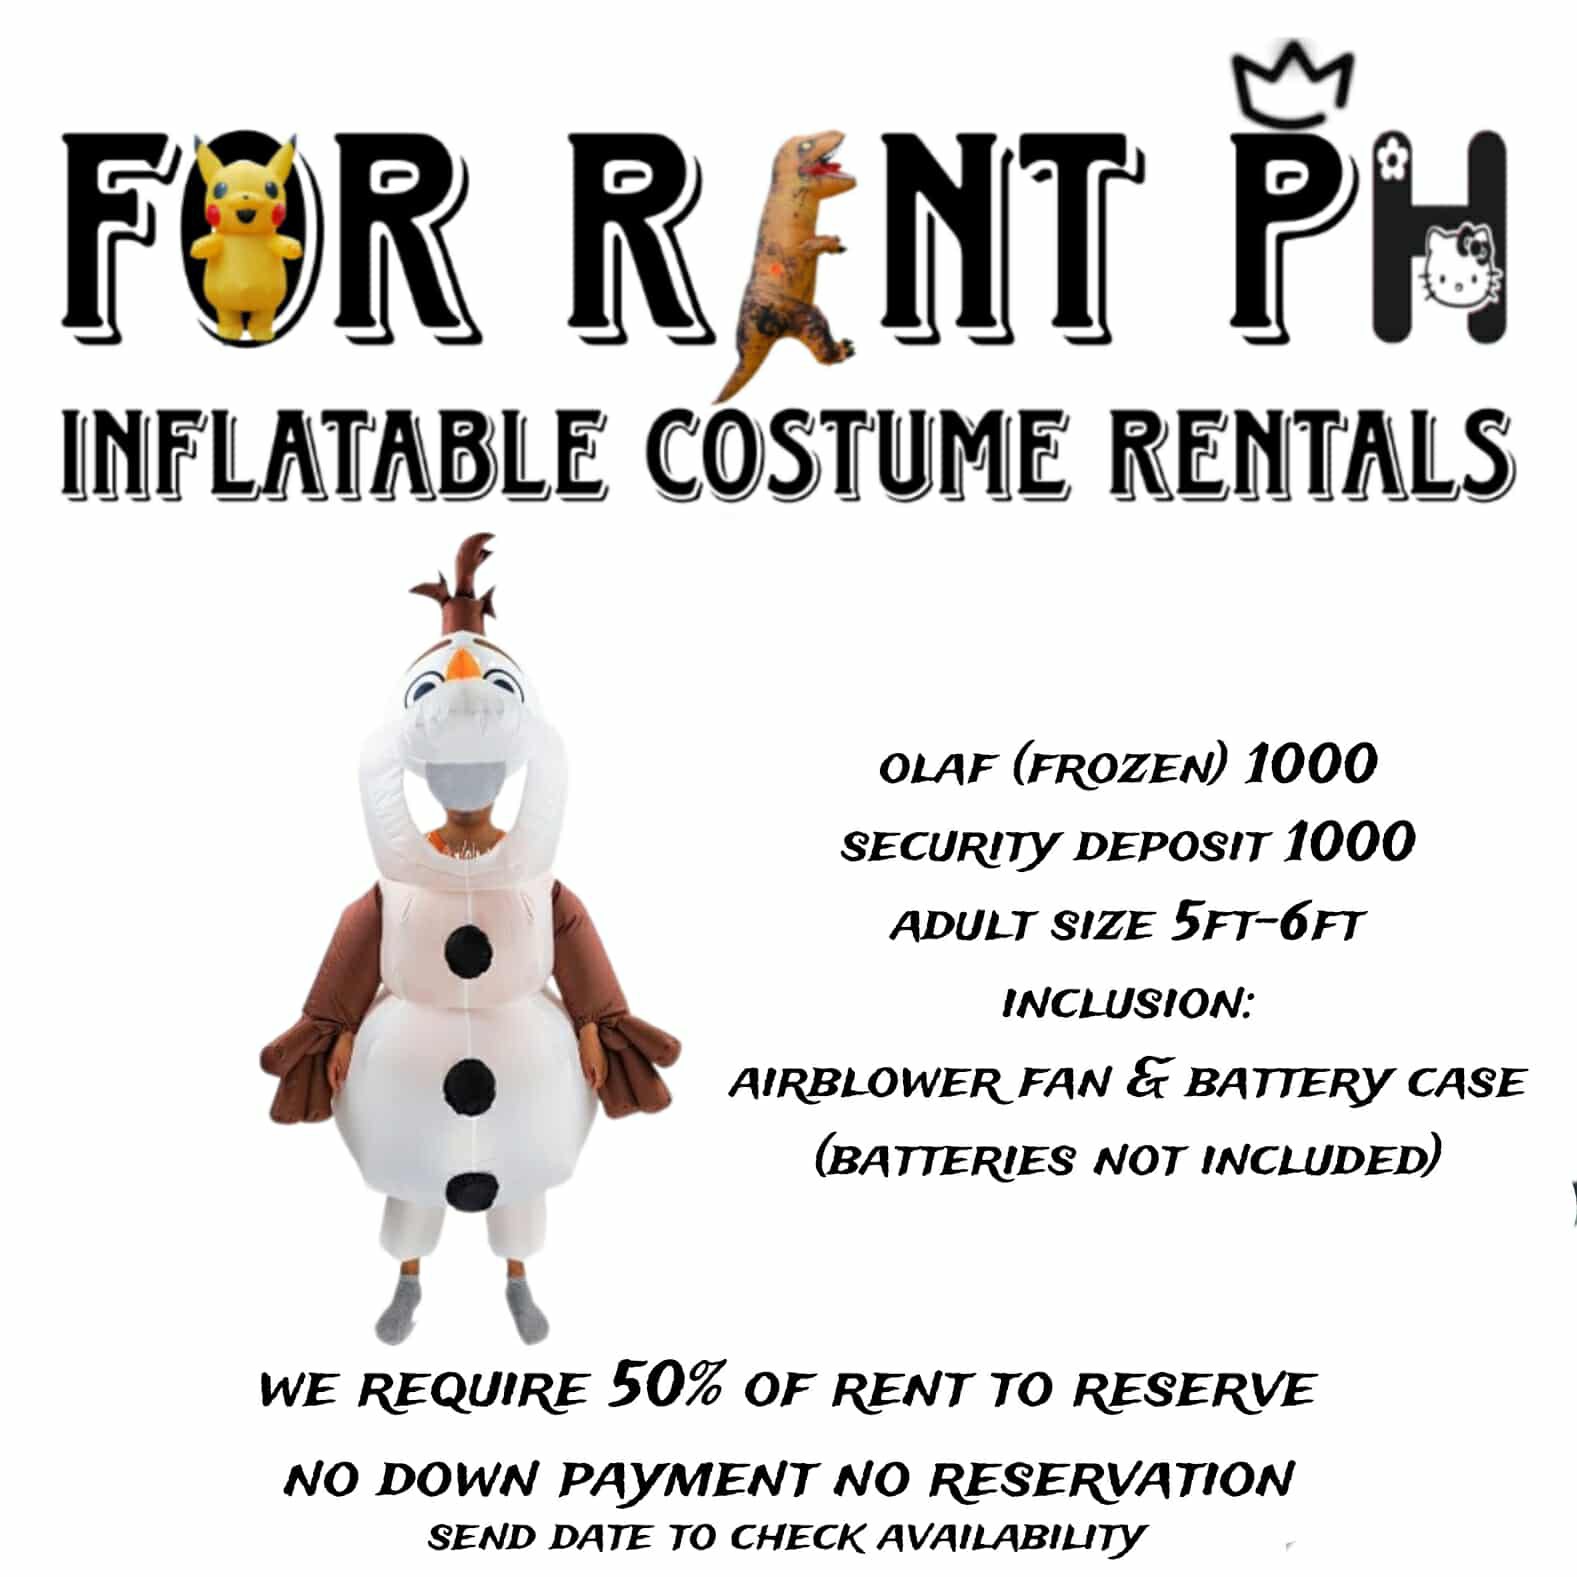 FOR RENT PH
INFLATABLE COSTUME RENTALS
OLAF (FROZEN) 1000
SECURITY DEPOSIT 1000
ADULT SIZE 5FT-6FT
INCLUSION:
AIRBLOWER FAN & BATTERY CASE
(BATTERIES NOT INCLUDED)
WE REQUIRE 50% OF RENT TO RESERVE
NO DOWN PAYMENT NO RESERVATION
SEND DATE TO CHECK AVAILABILITY